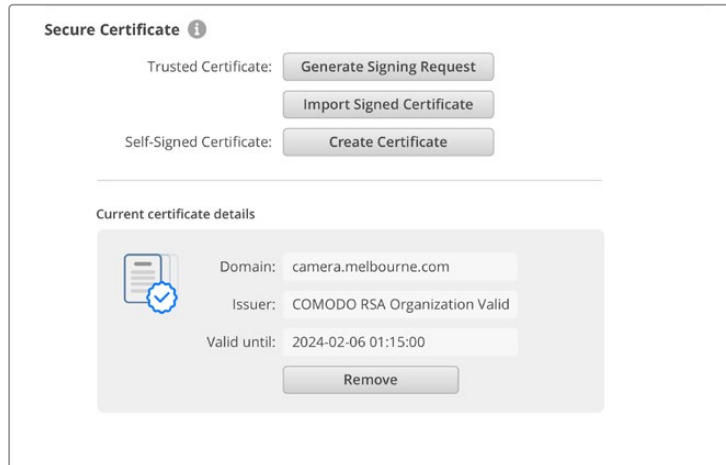 Secure Certificate
Trusted Certificate: Generate Signing Request
Import Signed Certificate
Self-Signed Certificate: Create Certificate
Current certificate details
Domain: camera.melbourne.com
Issuer: COMODO RSA Organization Valid
Valid until: 2024-02-06 01:15:00
Remove